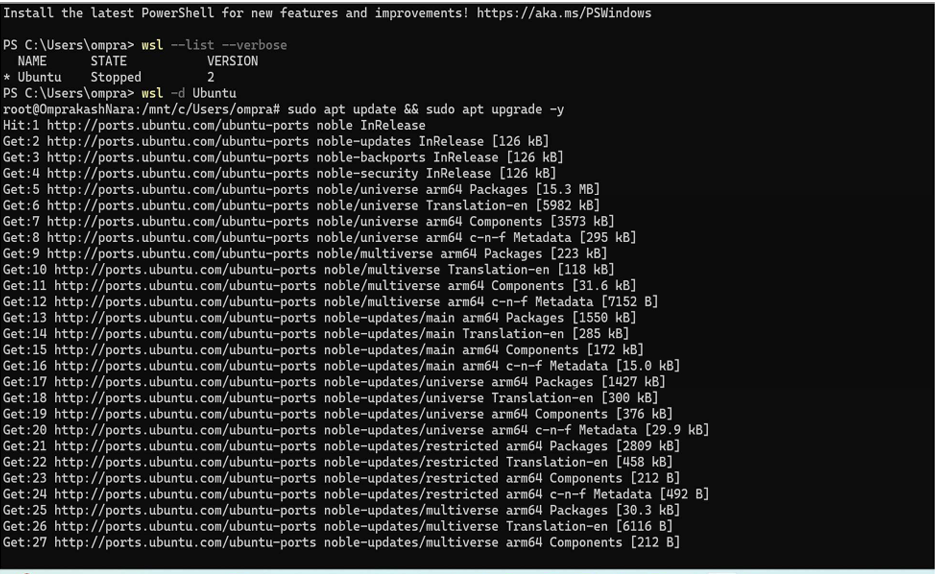 Install the latest PowerShell for new features and improvements! https://aka.ms/PSWindows
PS C:\Users\ompra> wsl --list --verbose
  NAME      STATE           VERSION
* Ubuntu    Stopped         2
PS C:\Users\ompra> wsl -d Ubuntu
root@OmprakashNara:/mnt/c/Users/ompra# sudo apt update && sudo apt upgrade -y
Hit:1 http://ports.ubuntu.com/ubuntu-ports noble InRelease
Get:2 http://ports.ubuntu.com/ubuntu-ports noble-updates InRelease [126 kB]
Get:3 http://ports.ubuntu.com/ubuntu-ports noble-backports InRelease [126 kB]
Get:4 http://ports.ubuntu.com/ubuntu-ports noble-security InRelease [126 kB]
Get:5 http://ports.ubuntu.com/ubuntu-ports noble/universe arm64 Packages [15.3 MB]
Get:6 http://ports.ubuntu.com/ubuntu-ports noble/universe Translation-en [5982 kB]
Get:7 http://ports.ubuntu.com/ubuntu-ports noble/universe arm64 Components [3573 kB]
Get:8 http://ports.ubuntu.com/ubuntu-ports noble/universe arm64 c-n-f Metadata [295 kB]
Get:9 http://ports.ubuntu.com/ubuntu-ports noble/multiverse arm64 Packages [223 kB]
Get:10 http://ports.ubuntu.com/ubuntu-ports noble/multiverse Translation-en [118 kB]
Get:11 http://ports.ubuntu.com/ubuntu-ports noble/multiverse arm64 Components [31.6 kB]
Get:12 http://ports.ubuntu.com/ubuntu-ports noble/multiverse arm64 c-n-f Metadata [7152 B]
Get:13 http://ports.ubuntu.com/ubuntu-ports noble-updates/main arm64 Packages [1550 kB]
Get:14 http://ports.ubuntu.com/ubuntu-ports noble-updates/main Translation-en [285 kB]
Get:15 http://ports.ubuntu.com/ubuntu-ports noble-updates/main arm64 Components [172 kB]
Get:16 http://ports.ubuntu.com/ubuntu-ports noble-updates/main arm64 c-n-f Metadata [15.0 kB]
Get:17 http://ports.ubuntu.com/ubuntu-ports noble-updates/universe arm64 Packages [1427 kB]
Get:18 http://ports.ubuntu.com/ubuntu-ports noble-updates/universe Translation-en [300 kB]
Get:19 http://ports.ubuntu.com/ubuntu-ports noble-updates/universe arm64 Components [376 kB]
Get:20 http://ports.ubuntu.com/ubuntu-ports noble-updates/universe arm64 c-n-f Metadata [29.9 kB]
Get:21 http://ports.ubuntu.com/ubuntu-ports noble-updates/restricted arm64 Packages [2809 kB]
Get:22 http://ports.ubuntu.com/ubuntu-ports noble-updates/restricted Translation-en [458 kB]
Get:23 http://ports.ubuntu.com/ubuntu-ports noble-updates/restricted arm64 Components [212 B]
Get:24 http://ports.ubuntu.com/ubuntu-ports noble-updates/restricted arm64 c-n-f Metadata [492 B]
Get:25 http://ports.ubuntu.com/ubuntu-ports noble-updates/multiverse arm64 Packages [30.3 kB]
Get:26 http://ports.ubuntu.com/ubuntu-ports noble-updates/multiverse Translation-en [6116 B]
Get:27 http://ports.ubuntu.com/ubuntu-ports noble-updates/multiverse arm64 Components [212 B]